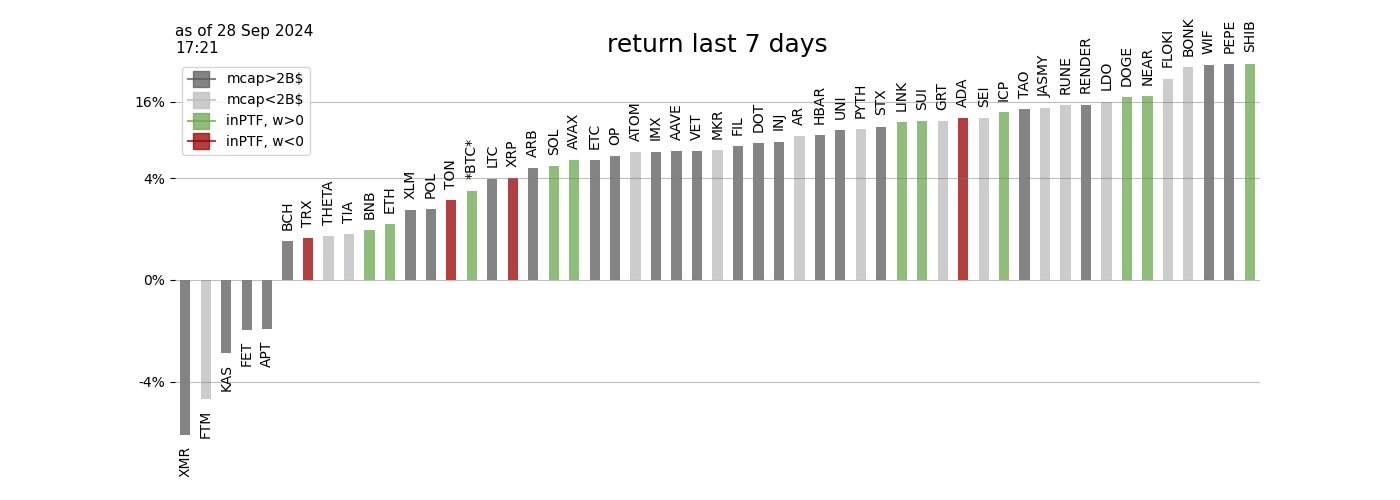 as of 28 Sep 2024
17:21
return last 7 days
mcap>2B$
mcap<2B$
inPTF, w>0
inPTF, w<0
16%
4%
0%
-4%
XMR
FTM
KAS
FET
APT
BCH
TRX
THETA
TIA
BNB
ETH
XLM
POL
TON
*BTC*
LTC
XRP
ARB
SOL
AVAX
ETC
OP
ATOM
IMX
AAVE
VET
MKR
FIL
DOT
INJ
AR
HBAR
UNI
PYTH
STX
LINK
SUI
GRT
ADA
SEI
ICP
TAO
JASMY
RUNE
RENDER
LDO
DOGE
NEAR
FLOKI
BONK
WIF
PEPE
SHIB